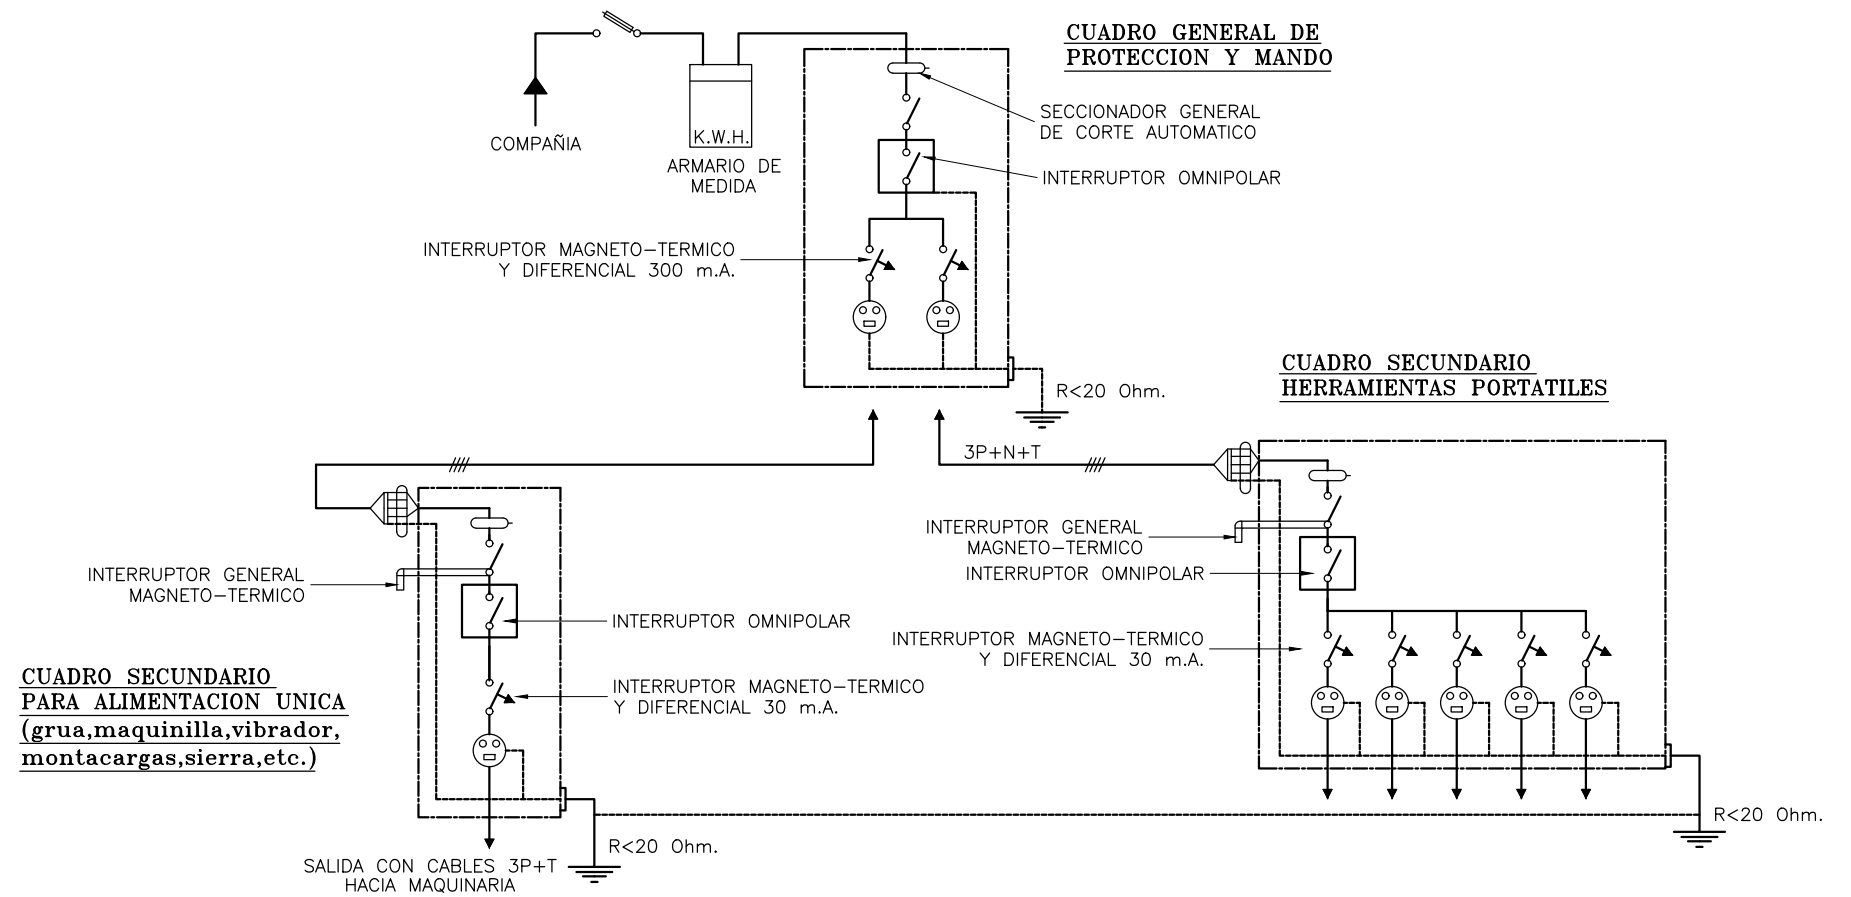 CUADRO GENERAL DE
PROTECCION Y MANDO
COMPAÑIA
K.W.H.
ARMARIO DE
MEDIDA
SECCIONADOR GENERAL
DE CORTE AUTOMATICO
INTERRUPTOR OMNIPOLAR
INTERRUPTOR MAGNETO-TERMICO
Y DIFERENCIAL 300 m.A.
R<20 Ohm.
CUADRO SECUNDARIO
HERRAMIENTAS PORTATILES
3P+N+T
INTERRUPTOR GENERAL
MAGNETO-TERMICO
INTERRUPTOR OMNIPOLAR
INTERRUPTOR MAGNETO-TERMICO
Y DIFERENCIAL 30 m.A.
R<20 Ohm.
INTERRUPTOR GENERAL
MAGNETO-TERMICO
INTERRUPTOR OMNIPOLAR
INTERRUPTOR MAGNETO-TERMICO
Y DIFERENCIAL 30 m.A.
CUADRO SECUNDARIO
PARA ALIMENTACION UNICA
(grua,maquinilla,vibrador,
montacargas,sierra,etc.)
R<20 Ohm.
SALIDA CON CABLES 3P+T
HACIA MAQUINARIA